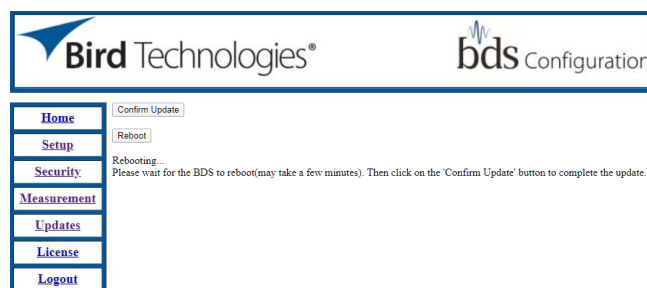 Bird Technologies®
bds Configuration
Home
Setup
Security
Measurement
Updates
License
Logout
Confirm Update
Reboot
Rebooting...
Please wait for the BDS to reboot(may take a few minutes). Then click on the 'Confirm Update' button to complete the update.